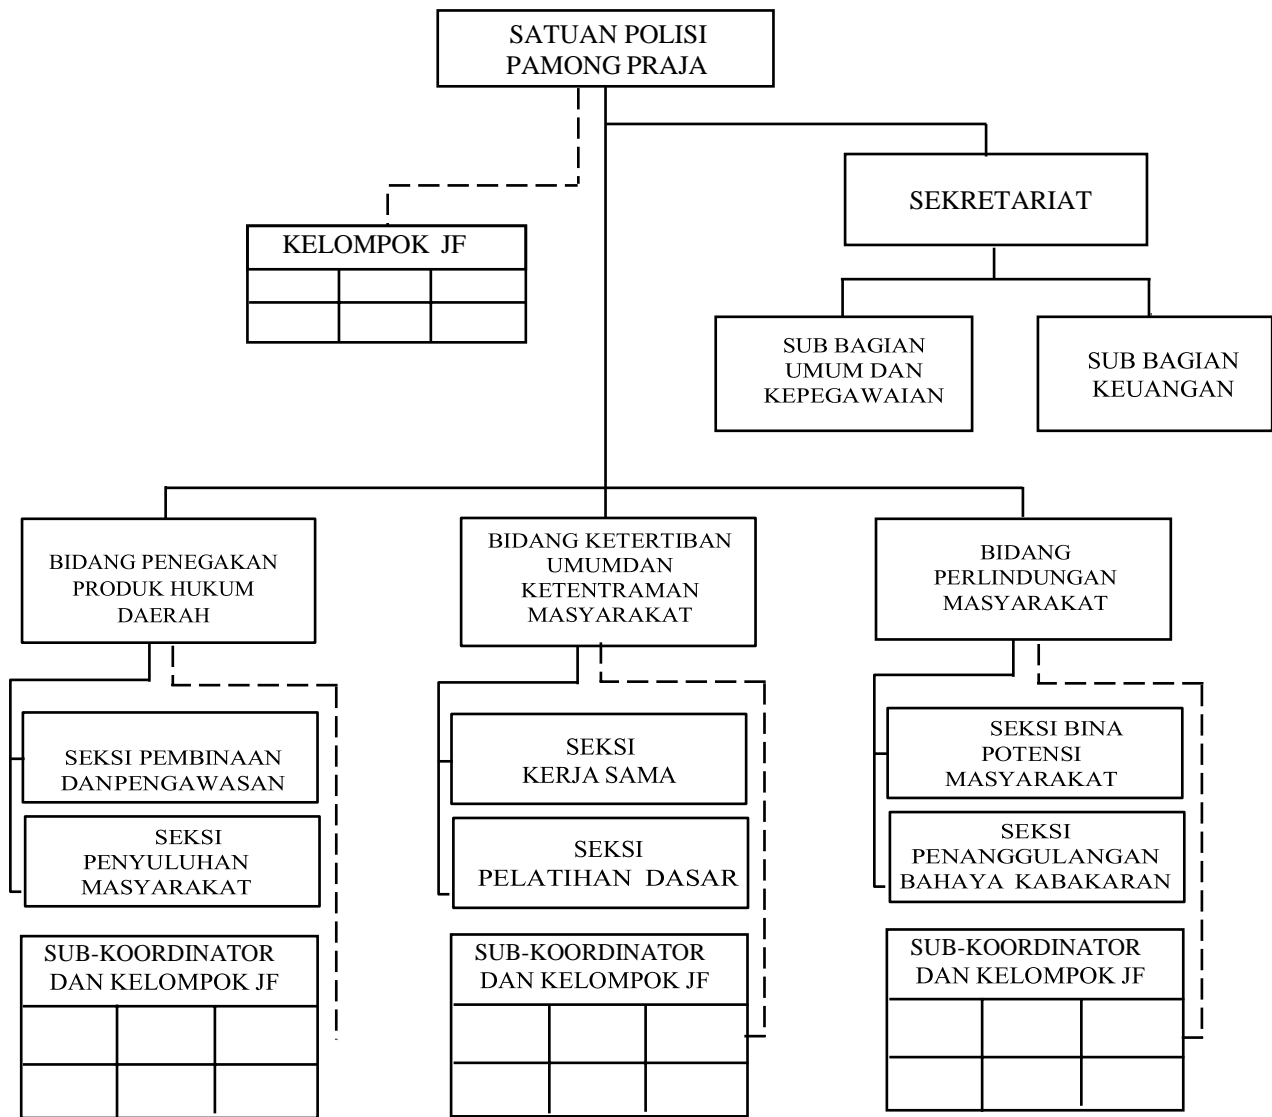 SATUAN POLISI
PAMONG PRAJA
SEKRETARIAT
KELOMPOK JF
SUB BAGIAN
UMUM DAN
KEPEGAWAIAN
SUB BAGIAN
KEUANGAN
BIDANG PENEGAKAN
PRODUK HUKUM
DAERAH
BIDANG KETERTIBAN
UMUMDAN
KETENTRAMAN
MASYARAKAT
BIDANG
PERLINDUNGAN
MASYARAKAT
SEKSI PEMBINAAN
DANPENGAWASAN
SEKSI
KERJA SAMA
SEKSI BINA
POTENSI
MASYARAKAT
SEKSI
PENYULUHAN
MASYARAKAT
SEKSI
PELATIHAN DASAR
SEKSI
PENANGGULANGAN
BAHAYA KABAKARAN
SUB-KOORDINATOR
DAN KELOMPOK JF
SUB-KOORDINATOR
DAN KELOMPOK JF
SUB-KOORDINATOR
DAN KELOMPOK JF